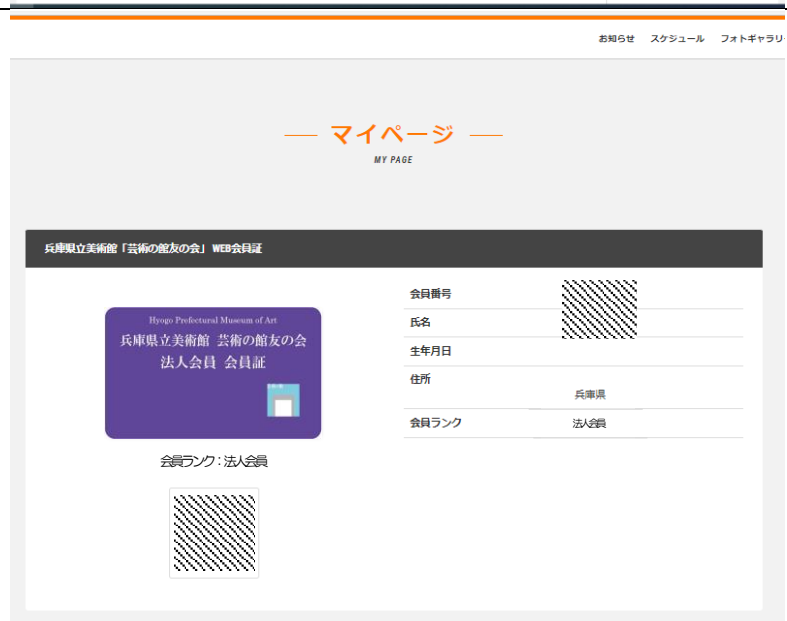 お知らせ スケジュール フォトギャラリー
マイページ
MY PAGE
兵庫県立美術館「芸術の館友の会」 WEB会員証
Hyogo Prefectural Museum of Art
兵庫県立美術館 芸術の館友の会
法人会員 会員証
会員ランク：法人会員
会員番号
氏名
生年月日
住所
兵庫県
会員ランク 法人会員